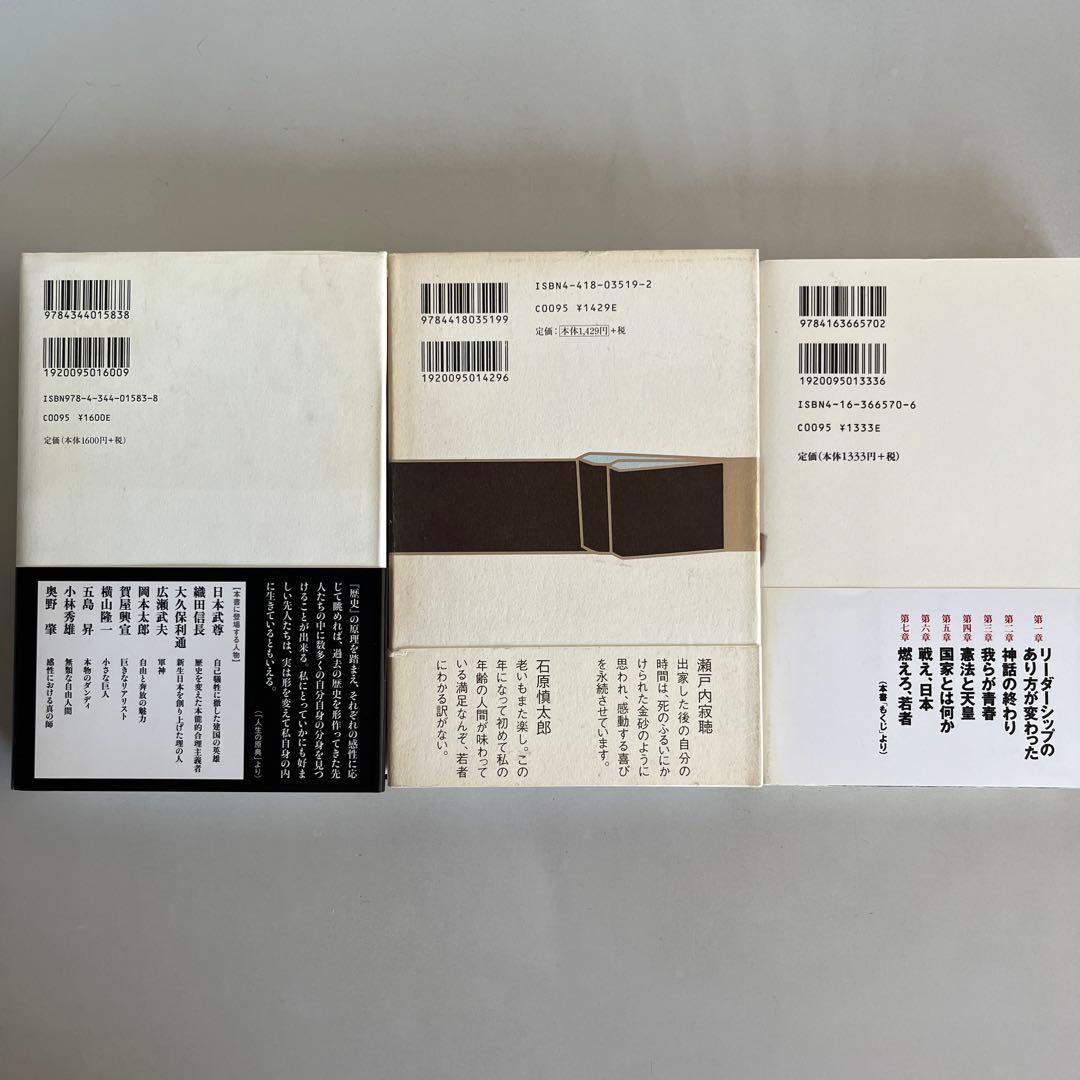 9784344015838
1920095016009
ISBN978-4-344-01583-8
C0095 ¥1600E
定価(本体1600円+税)
『歴史』の原理を踏まえ、それぞれの感性に応
じて眺めれば、過去の歴史を形作ってきた先
人たちの中に数多くの自分自身の分身を見つ
けることが出来る。私にとっていかにも好ま
しい先人たちは、実は形を変えて私自身の内
に生きているともいえる。
(「人生の原典」より)
【本書に登場する人物】
日本武尊 自己犠牲に徹した建国の英雄
織田信長 歴史を変えた本能的合理主義者
大久保利通 新生日本を創り上げた理の人
広瀬武夫 軍神
岡本太郎 自由と奔放の魅力
賀屋興宣 巨きなリアリスト
横山隆一 小さな巨人
五島 昇 本物のダンディ
小林秀雄 無類な自由人間
奥野 肇 感性における真の師
9784418035199
1920095014296
ISBN4-418-03519-2
C0095 ¥1429E
定価:本体1,429円+税
瀬戸内寂聴
出家した後の自分の
時間は、死のふるいにか
けられた金砂のように
思われ、感動する喜び
を永続させています。
石原慎太郎
老いもまた楽し。この
年になって初めて私の
年齢の人間が味わって
いる満足なんぞ、若者
にわかる訳がない。
9784163665702
1920095013336
ISBN4-16-366570-6
C0095 ¥1333E
定価(本体1333円+税)
第一章 リーダーシップの
あり方が変わった
第二章 神話の終わり
第三章 我らが青春
第四章 憲法と天皇
第五章 国家とは何か
第六章 戦え、日本
第七章 燃えろ、若者
(本書「もくじ」より)